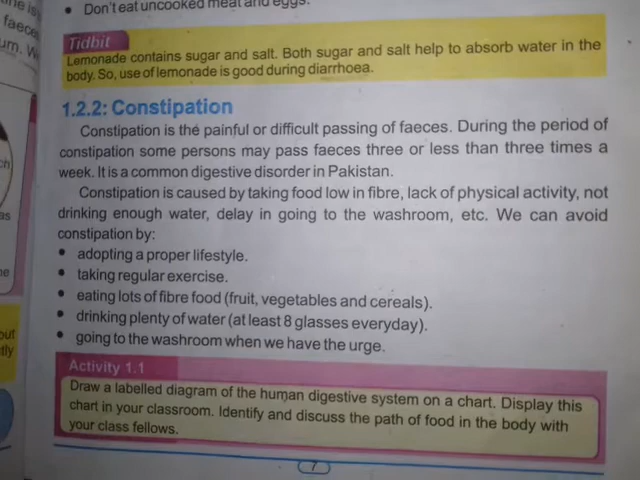 • Don't eat uncooked meat and eggs.
faece
um. W
Tidbit
Lemonade contains sugar and salt. Both sugar and salt help to absorb water in the
body. So, use of lemonade is good during diarrhoea.
1.2.2: Constipation
Constipation is the painful or difficult passing of faeces. During the period of
constipation some persons may pass faeces three or less than three times a
week. It is a common digestive disorder in Pakistan.
Constipation is caused by taking food low in fibre, lack of physical activity, not
drinking enough water, delay in going to the washroom, etc. We can avoid
constipation by:
• adopting a proper lifestyle.
• taking regular exercise.
• eating lots of fibre food (fruit, vegetables and cereals).
• drinking plenty of water (at least 8 glasses everyday).
• going to the washroom when we have the urge.
Activity 1.1
Draw a labelled diagram of the human digestive system on a chart. Display this
chart in your classroom. Identify and discuss the path of food in the body with
your class fellows.
7